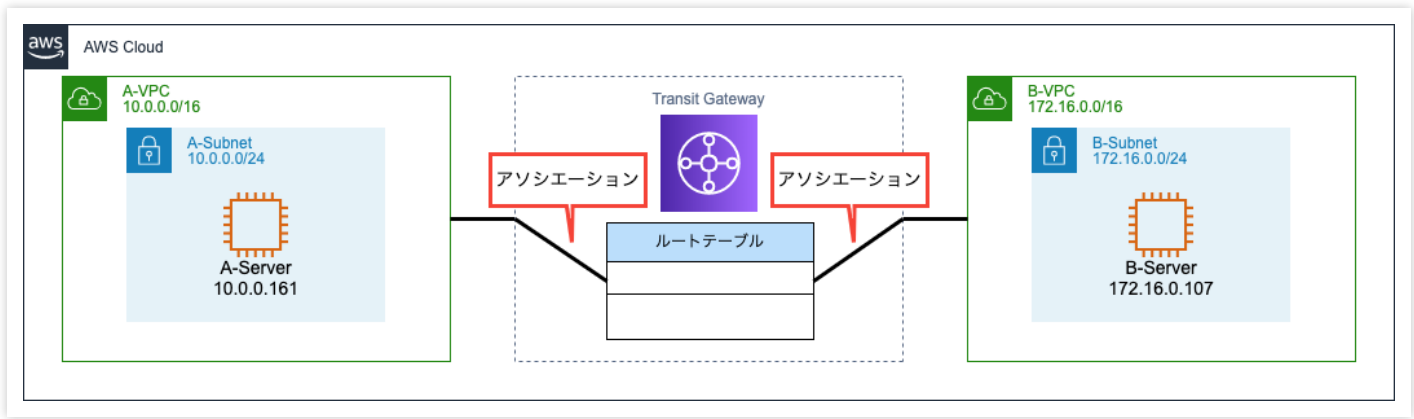 aws
AWS Cloud
A-VPC
10.0.0.0/16
A-Subnet
10.0.0.0/24
A-Server
10.0.0.161
Transit Gateway
アソシエーション
アソシエーション
ルートテーブル
B-VPC
172.16.0.0/16
B-Subnet
172.16.0.0/24
B-Server
172.16.0.107